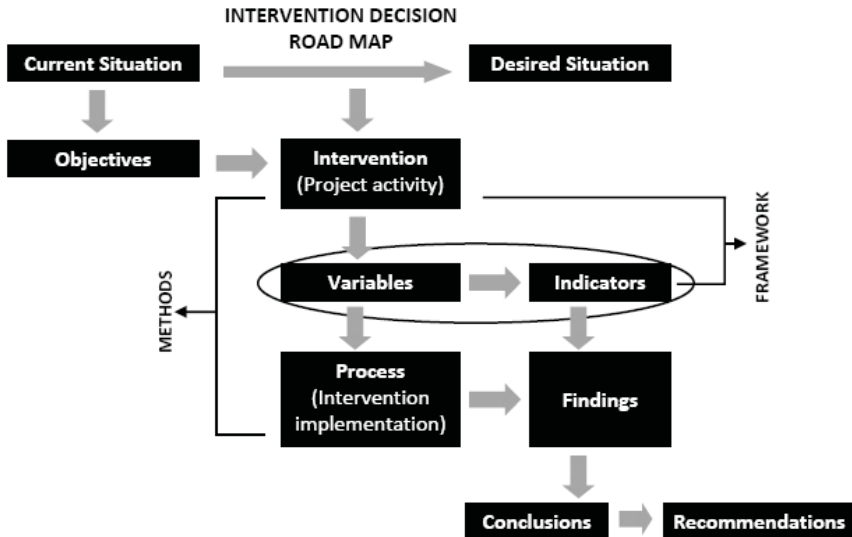 INTERVENTION DECISION
ROAD MAP
Current Situation
Desired Situation
Objectives
Intervention
(Project activity)
FRAMEWORK
Variables
Indicators
METHODS
Process
(Intervention
implementation)
Findings
Conclusions
Recommendations